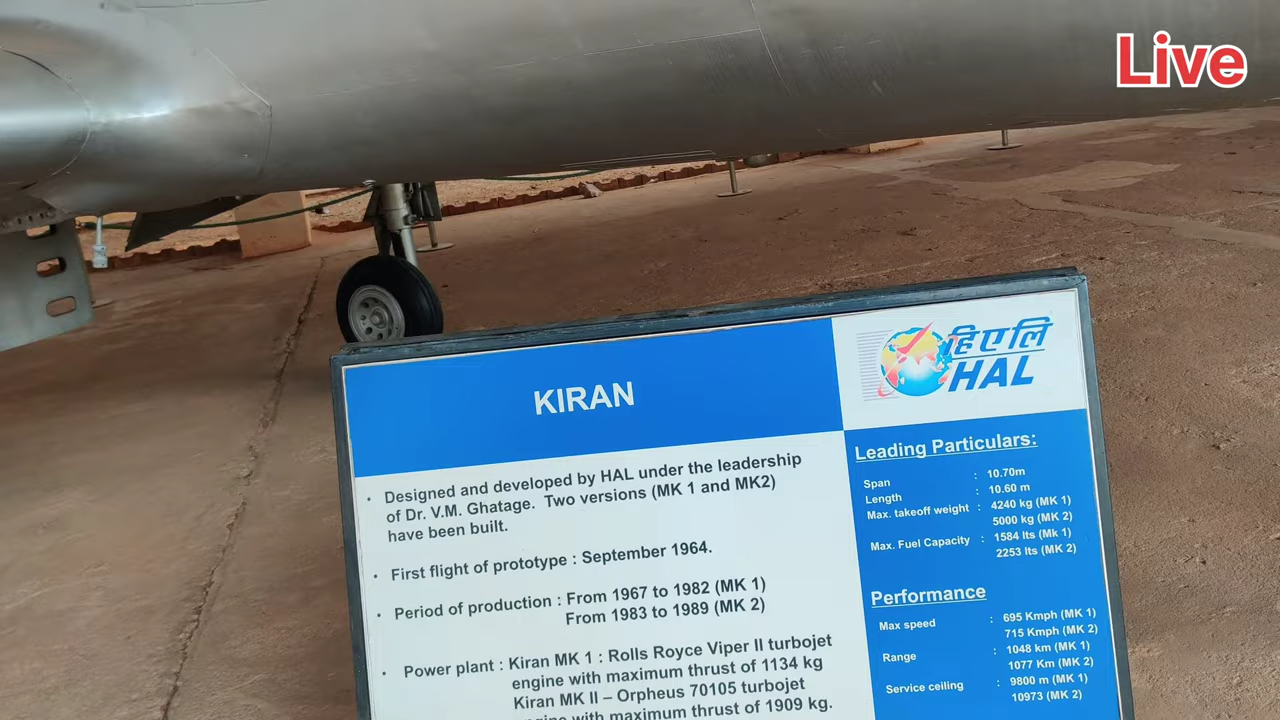 Live
KIRAN
हिएलि
HAL
• Designed and developed by HAL under the leadership
of Dr. V.M. Ghatage. Two versions (MK 1 and MK2)
have been built.
• First flight of prototype : September 1964.
• Period of production : From 1967 to 1982 (MK 1)
From 1983 to 1989 (MK 2)
• Power plant : Kiran MK 1 : Rolls Royce Viper II turbojet
engine with maximum thrust of 1134 kg
Kiran MK II – Orpheus 70105 turbojet
engine with maximum thrust of 1909 kg.
Leading Particulars:
Span : 10.70m
Length : 10.60 m
Max. takeoff weight : 4240 kg (MK 1)
5000 kg (MK 2)
Max. Fuel Capacity : 1584 lts (Mk 1)
2253 lts (MK 2)
Performance
Max speed : 695 Kmph (MK 1)
715 Kmph (MK 2)
Range : 1048 km (MK 1)
1077 Km (MK 2)
Service ceiling : 9800 m (MK 1)
10973 (MK 2)